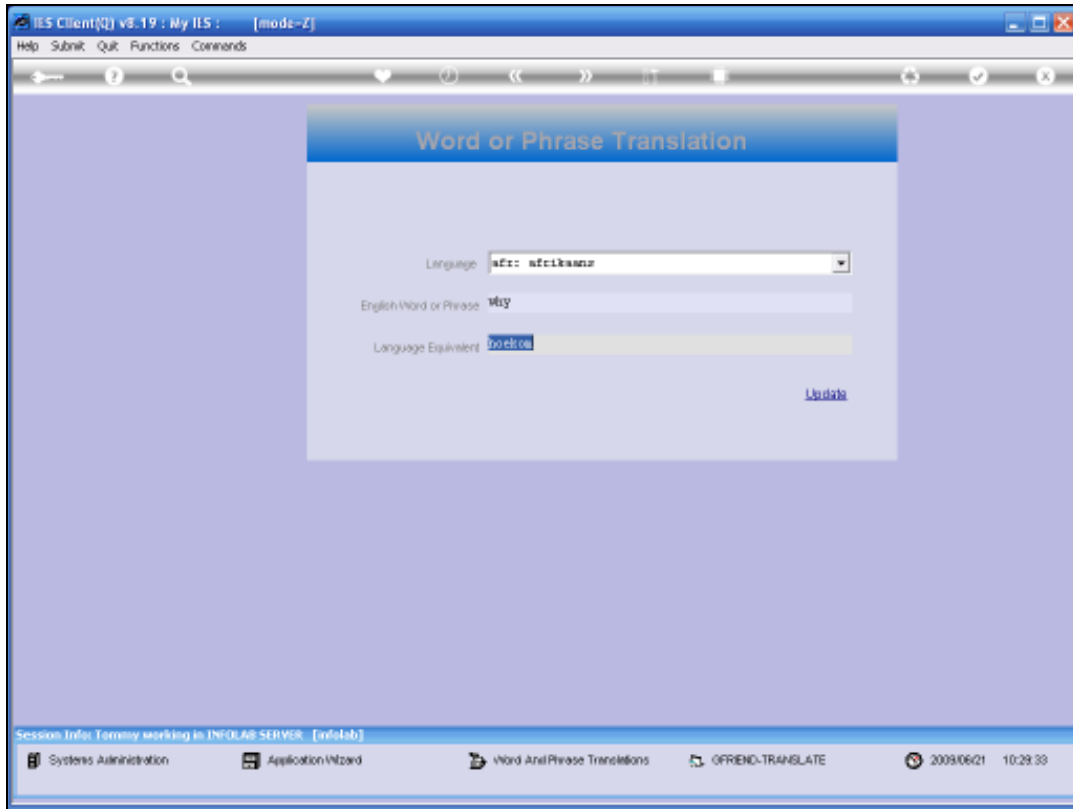 IES Client(Q) v8.19 : My IES : [mode-Z]
Help Submit Quit Functions Commands
Word or Phrase Translation
Language afr: afrikaans
English Word or Phrase why
Language Equivalent hoekom
Update
Session Info: Tommy working in INFOLAB SERVER [infolab]
Systems Administration Application Wizard Word And Phrase Translations GFRIEND-TRANSLATE 2009/06/21 10:29:33